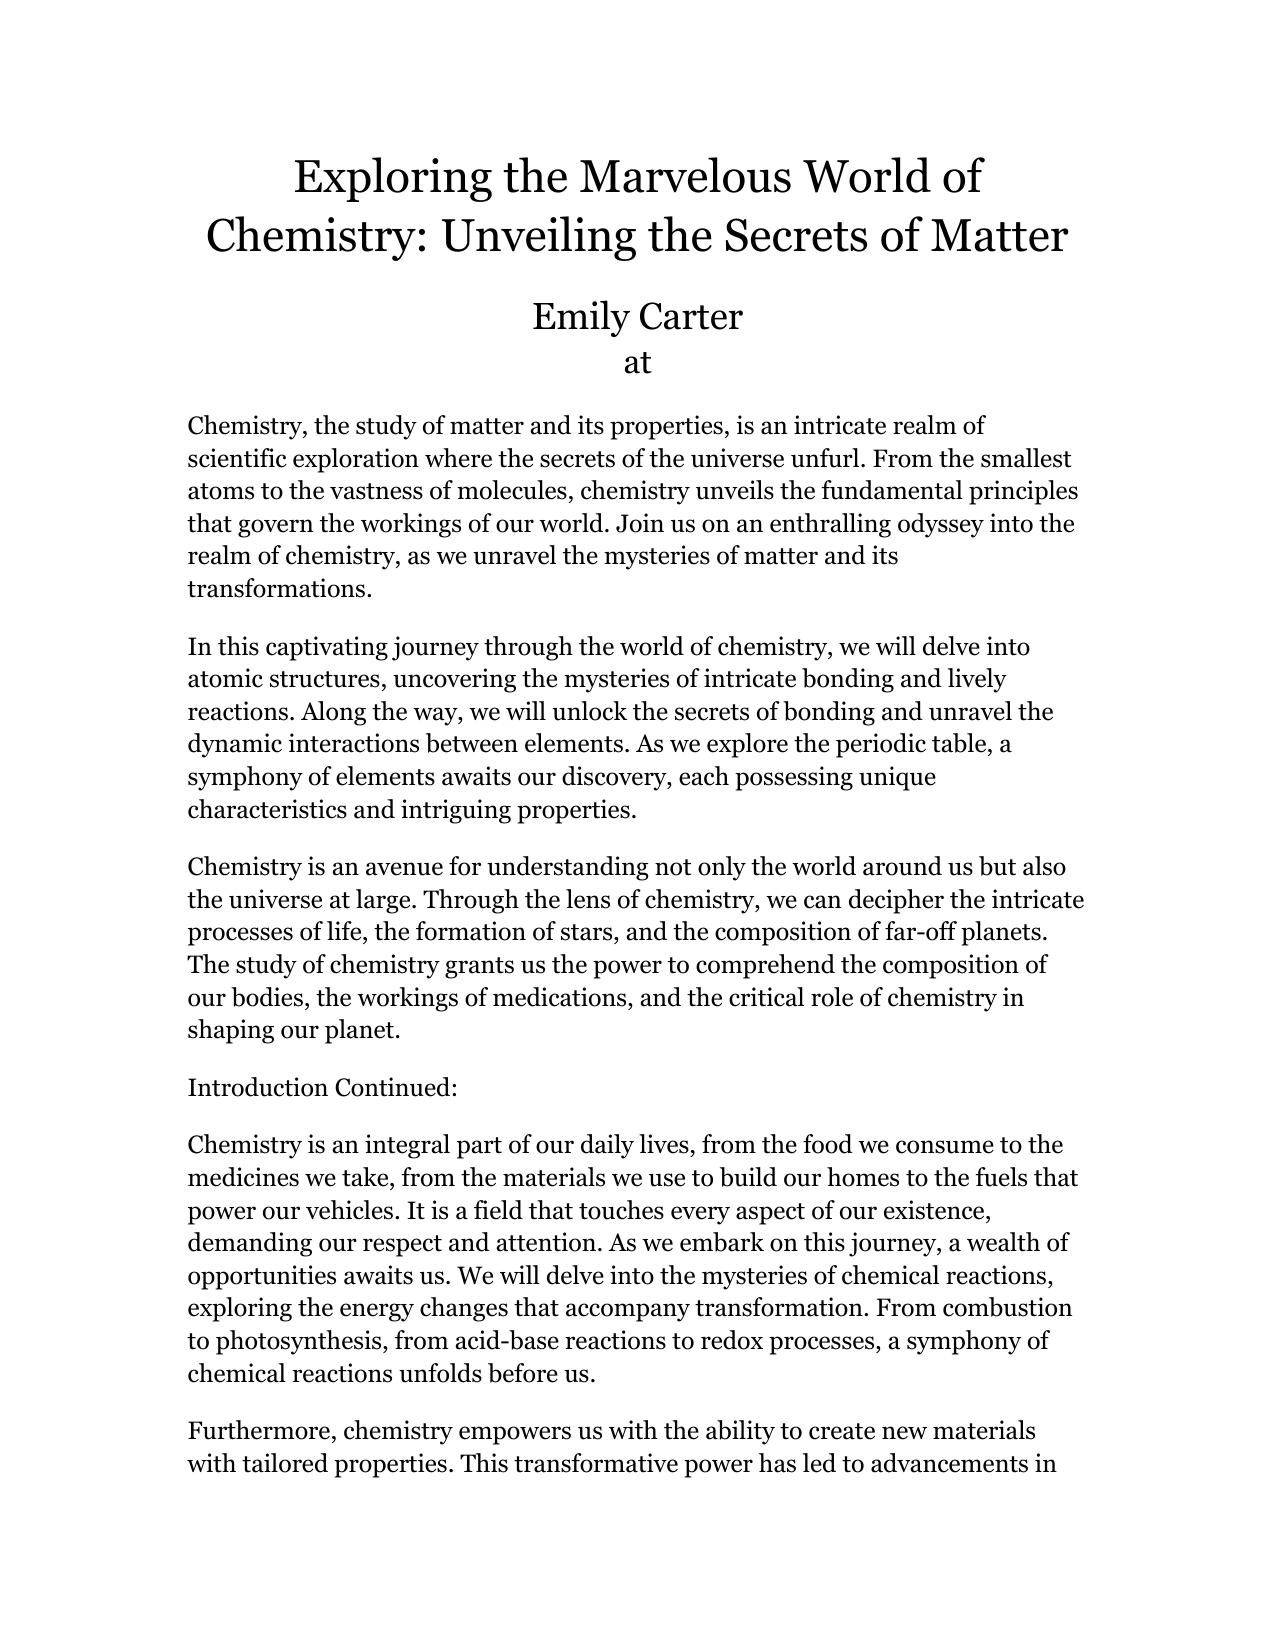 Exploring the Marvelous World of
Chemistry: Unveiling the Secrets of Matter
Emily Carter
at
Chemistry, the study of matter and its properties, is an intricate realm of
scientific exploration where the secrets of the universe unfurl. From the smallest
atoms to the vastness of molecules, chemistry unveils the fundamental principles
that govern the workings of our world. Join us on an enthralling odyssey into the
realm of chemistry, as we unravel the mysteries of matter and its
transformations.
In this captivating journey through the world of chemistry, we will delve into
atomic structures, uncovering the mysteries of intricate bonding and lively
reactions. Along the way, we will unlock the secrets of bonding and unravel the
dynamic interactions between elements. As we explore the periodic table, a
symphony of elements awaits our discovery, each possessing unique
characteristics and intriguing properties.
Chemistry is an avenue for understanding not only the world around us but also
the universe at large. Through the lens of chemistry, we can decipher the intricate
processes of life, the formation of stars, and the composition of far-off planets.
The study of chemistry grants us the power to comprehend the composition of
our bodies, the workings of medications, and the critical role of chemistry in
shaping our planet.
Introduction Continued:
Chemistry is an integral part of our daily lives, from the food we consume to the
medicines we take, from the materials we use to build our homes to the fuels that
power our vehicles. It is a field that touches every aspect of our existence,
demanding our respect and attention. As we embark on this journey, a wealth of
opportunities awaits us. We will delve into the mysteries of chemical reactions,
exploring the energy changes that accompany transformation. From combustion
to photosynthesis, from acid-base reactions to redox processes, a symphony of
chemical reactions unfolds before us.
Furthermore, chemistry empowers us with the ability to create new materials
with tailored properties. This transformative power has led to advancements in